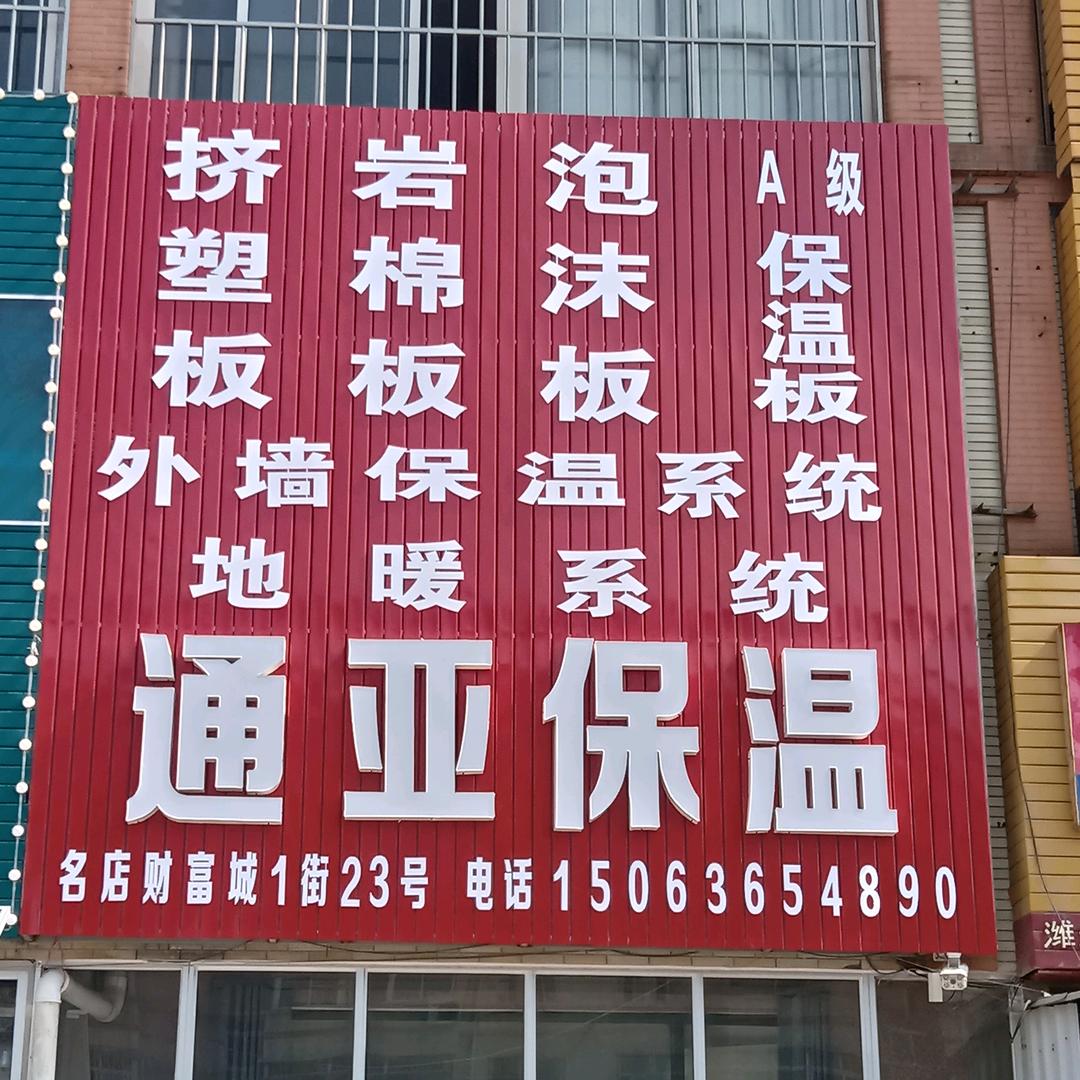 挤塑板
岩棉板
泡沫板
A级保温板
外墙保温系统
地暖系统
通亚保温
名店财富城1街23号 电话15063654890
潍